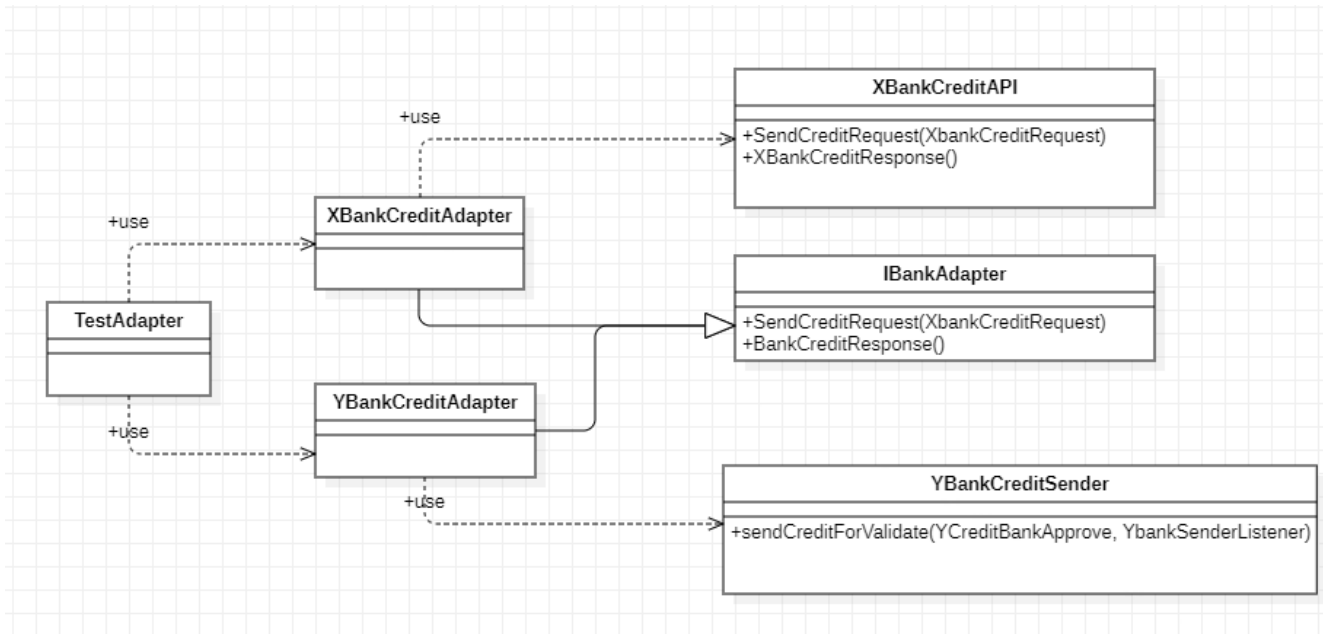 XBankCreditAPI
+use
+SendCreditRequest(XbankCreditRequest)
+XBankCreditResponse()
XBankCreditAdapter
+use
IBankAdapter
TestAdapter
+SendCreditRequest(XbankCreditRequest)
+BankCreditResponse()
YBankCreditAdapter
+use
YBankCreditSender
+use
+sendCreditForValidate(YCreditBankApprove, YbankSenderListener)